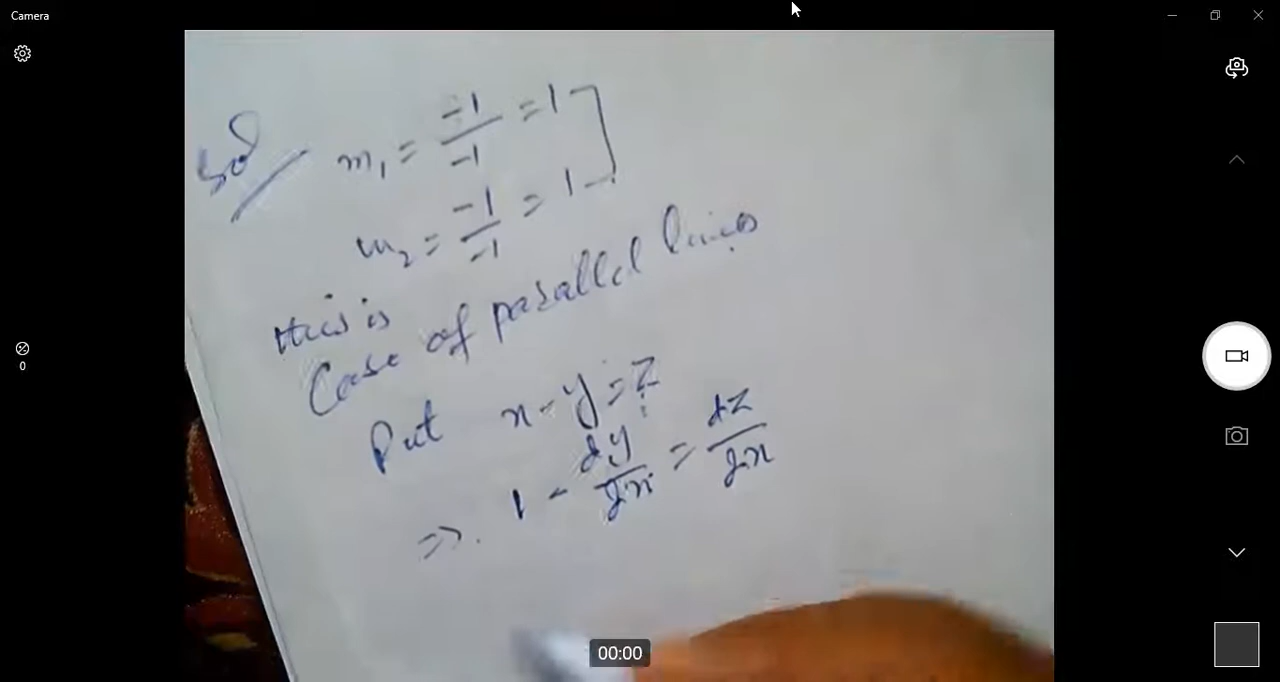 Camera
Sol
m₁ = -1/-1 = 1
m₂ = -1/-1 = 1
this is
Case of parallel lines
Put x - y = z
⇒ 1 - dy/dx = dz/dx
0
00:00